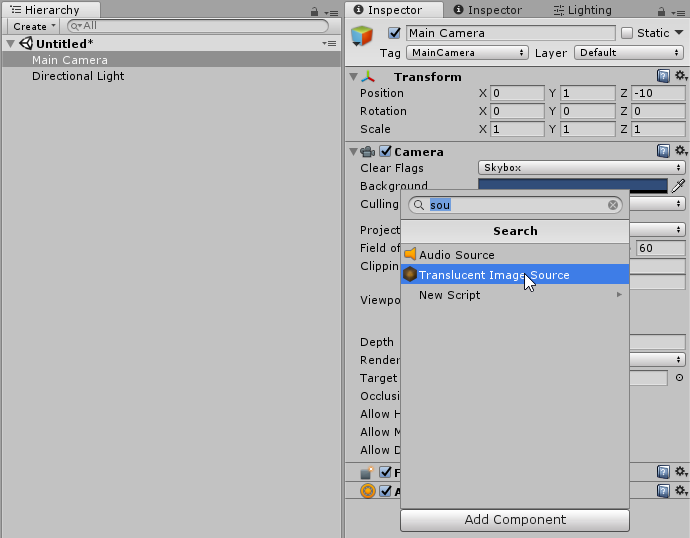 Hierarchy
Create
All
Untitled*
Main Camera
Directional Light
Inspector
Inspector
Lighting
Main Camera
Static
Tag MainCamera Layer Default
Transform
Position X 0 Y 1 Z -10
Rotation X 0 Y 0 Z 0
Scale X 1 Y 1 Z 1
Camera
Clear Flags Skybox
Background
Culling
Project
Field of 60
Clippin
Viewpo
Depth
Render
Target
Occlusi
Allow H
Allow M
Allow D
F
A
sou
Search
Audio Source
Translucent Image Source
New Script
Add Component